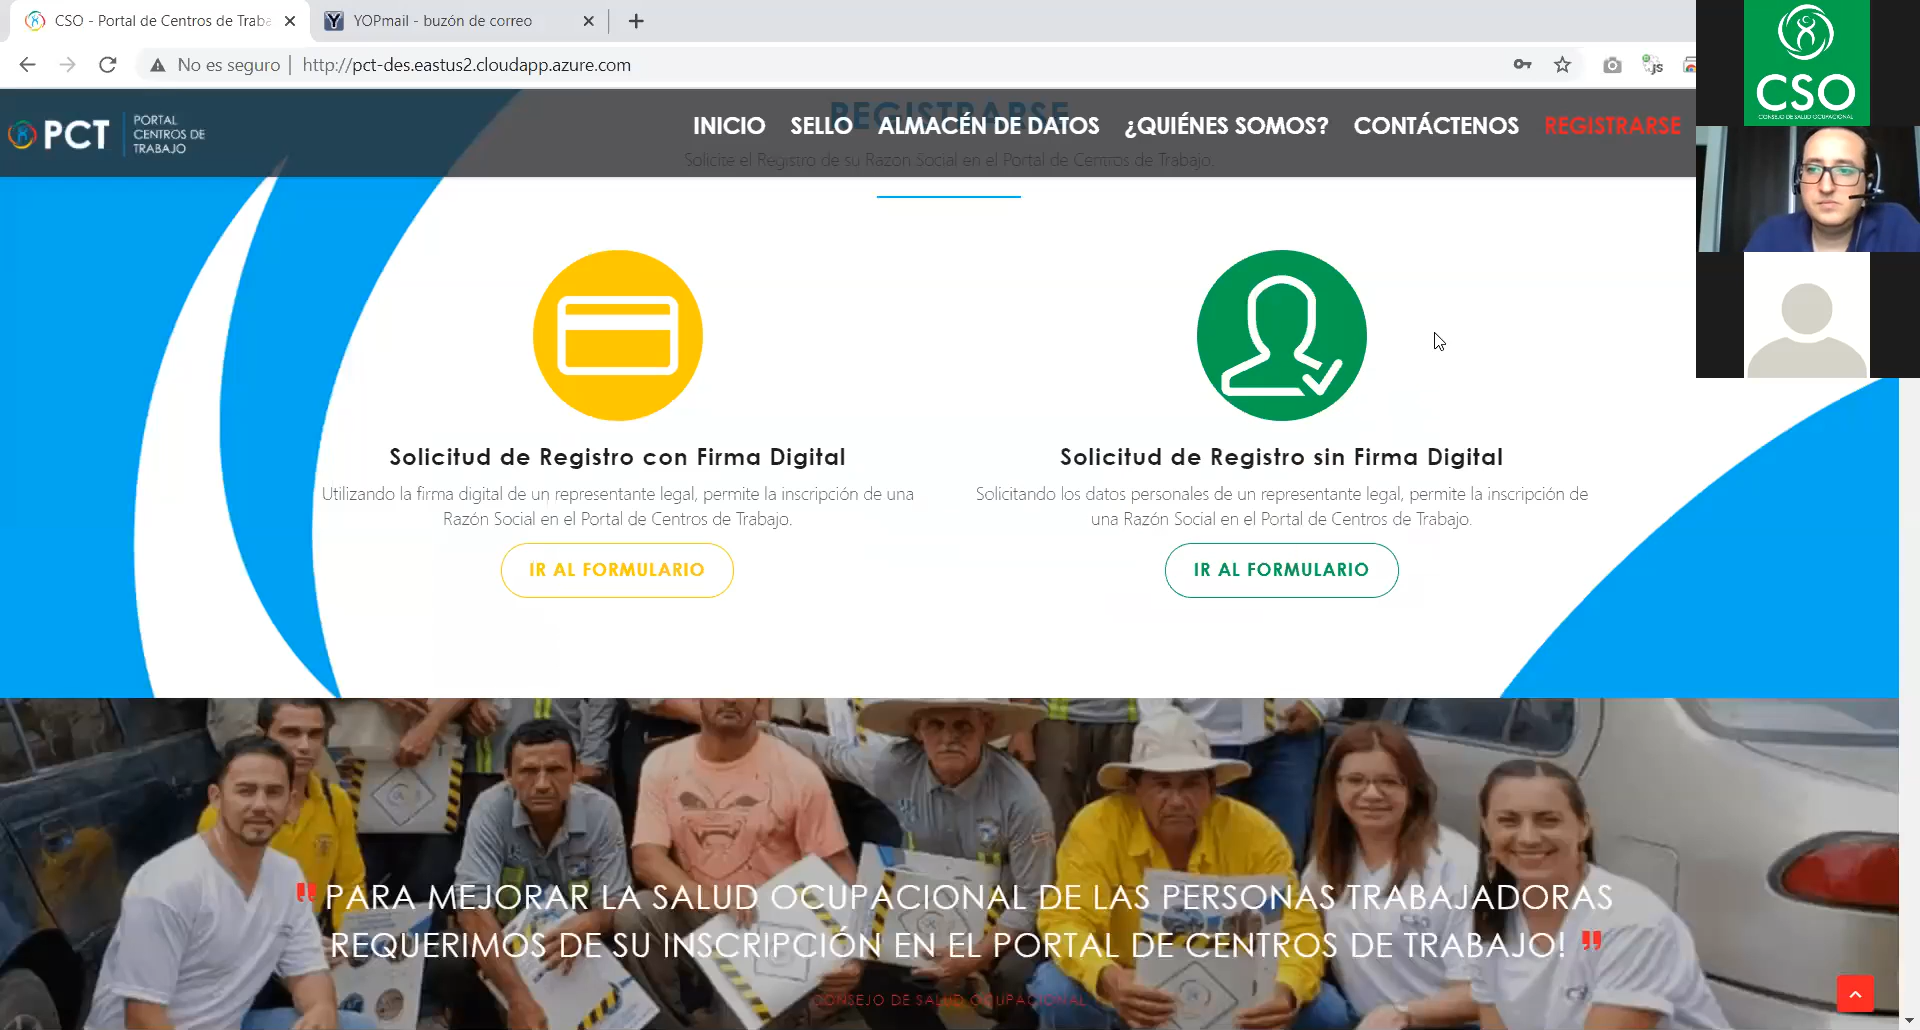 CSO - Portal de Centros de Traba
YOPmail - buzón de correo
No es seguro
http://pct-des.eastus2.cloudapp.azure.com
JS
CSO
CONSEJO DE SALUD OCUPACIONAL
PCT
PORTAL
CENTROS DE
TRABAJO
INICIO
SELLO
ALMACÉN DE DATOS
¿QUIÉNES SOMOS?
CONTÁCTENOS
REGISTRARSE
REGISTRARSE
Solicite el Registro de su Razón Social en el Portal de Centros de Trabajo.
Solicitud de Registro con Firma Digital
Utilizando la firma digital de un representante legal, permite la inscripción de una
Razón Social en el Portal de Centros de Trabajo.
IR AL FORMULARIO
Solicitud de Registro sin Firma Digital
Solicitando los datos personales de un representante legal, permite la inscripción de
una Razón Social en el Portal de Centros de Trabajo.
IR AL FORMULARIO
" PARA MEJORAR LA SALUD OCUPACIONAL DE LAS PERSONAS TRABAJADORAS
REQUERIMOS DE SU INSCRIPCIÓN EN EL PORTAL DE CENTROS DE TRABAJO! "
CONSEJO DE SALUD OCUPACIONAL